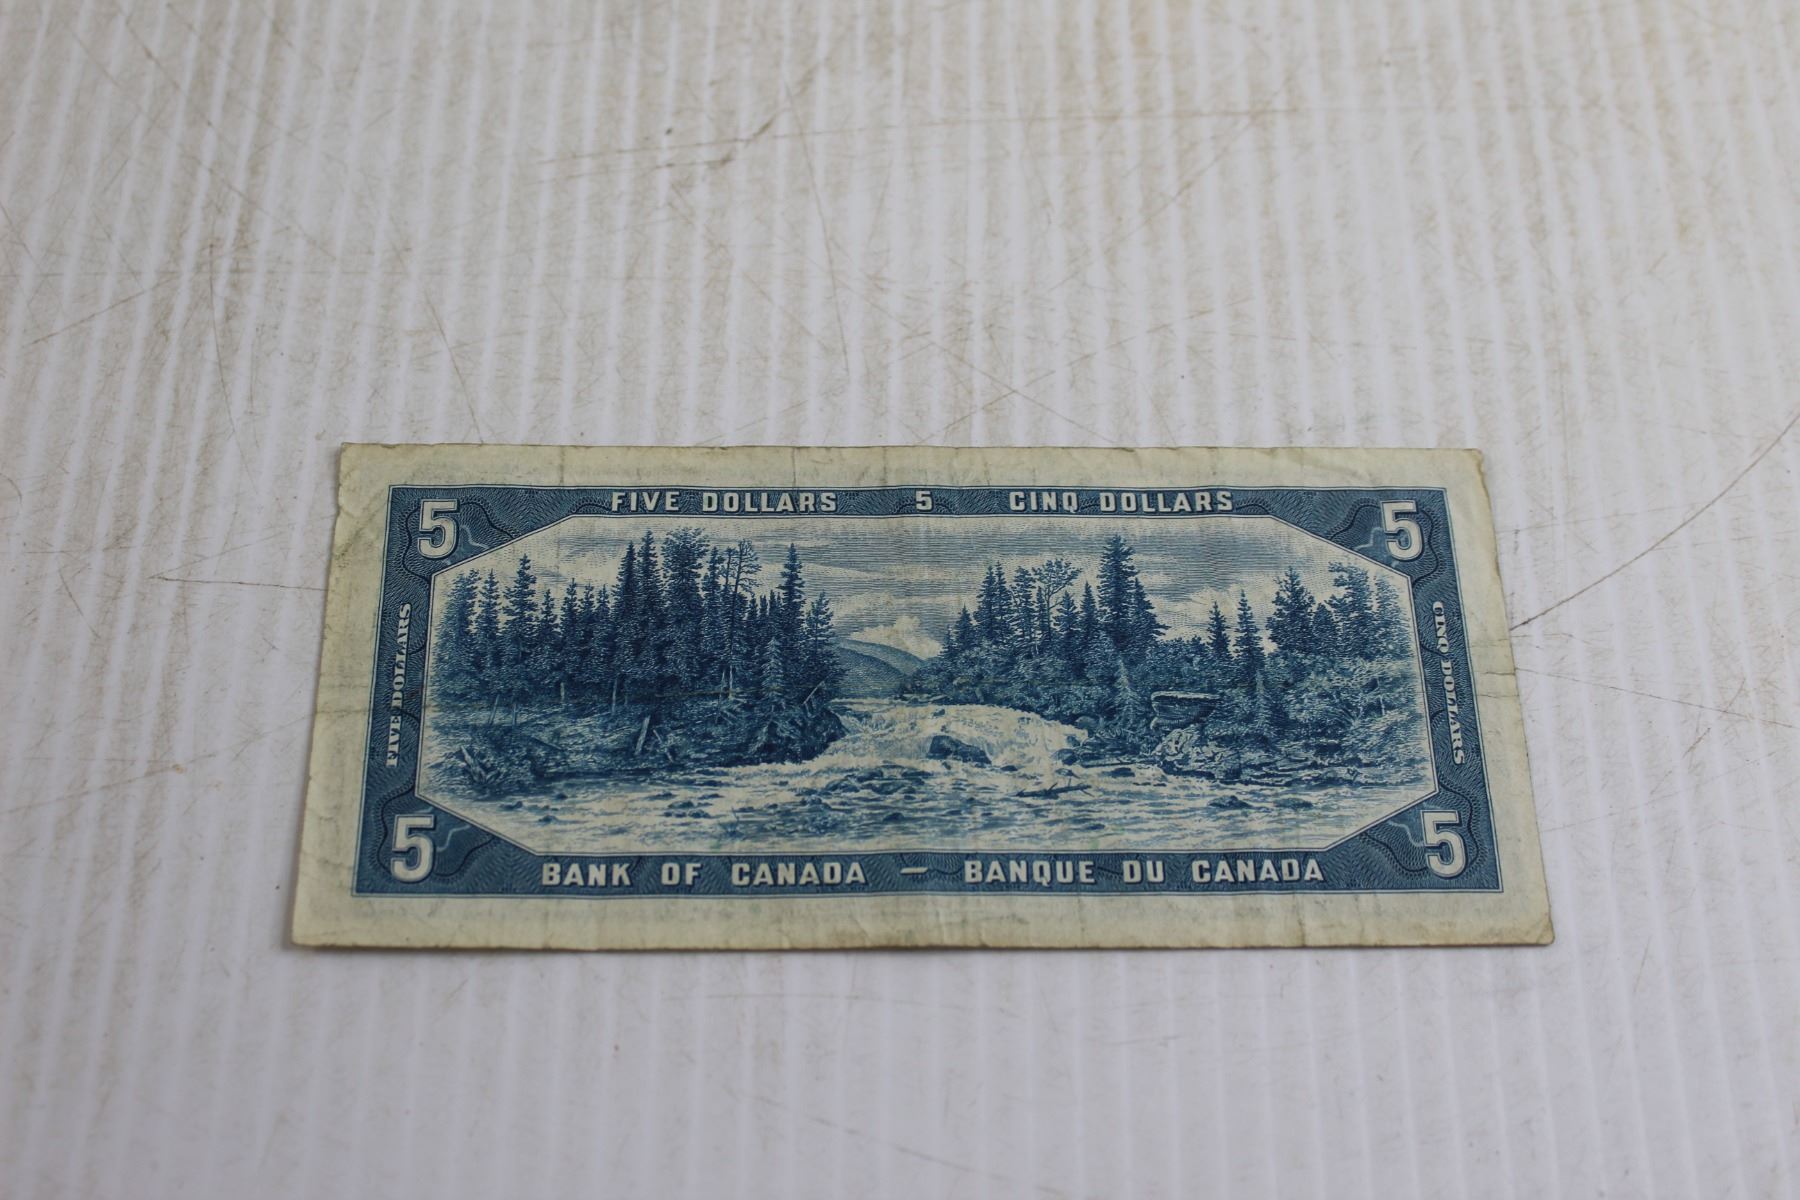 FIVE DOLLARS 5 CINQ DOLLARS
5 5
FIVE DOLLARS
CINQ DOLLARS
5 5
BANK OF CANADA — BANQUE DU CANADA